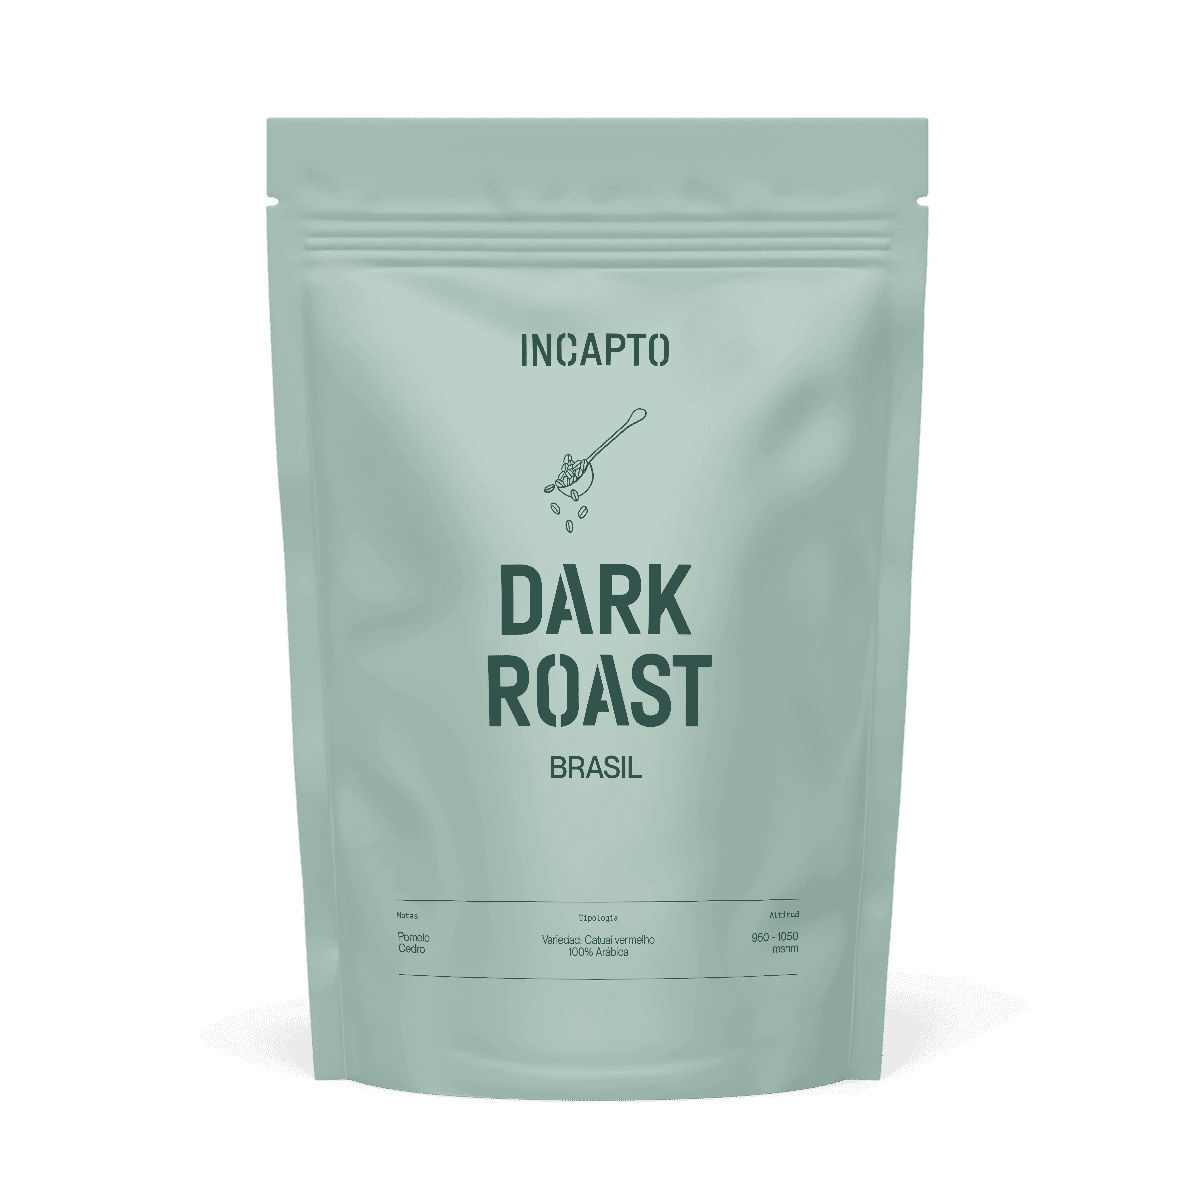 INCAPTO
DARK
ROAST
BRASIL
Notas
Pomelo
Cedro
Tipología
Variedad: Catuaí vermelho
100% Arábica
Altitud
950 - 1050
msnm